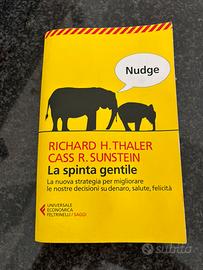 Nudge
RICHARD H. THALER
CASS R. SUNSTEIN
La spinta gentile
La nuova strategia per migliorare
le nostre decisioni su denaro, salute, felicità
UNIVERSALE
ECONOMICA
FELTRINELLI / SAGGI
subito